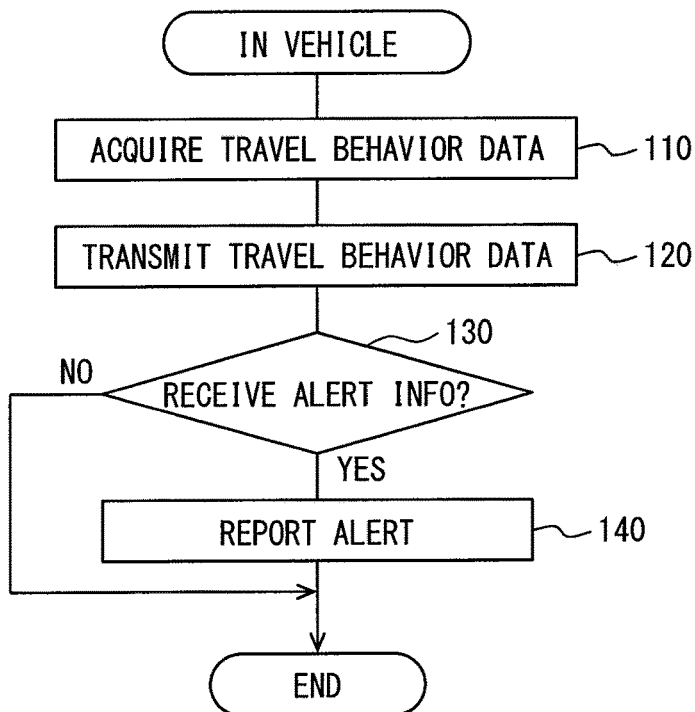 IN VEHICLE
ACQUIRE TRAVEL BEHAVIOR DATA
110
TRANSMIT TRAVEL BEHAVIOR DATA
120
130
NO
RECEIVE ALERT INFO?
YES
REPORT ALERT
140
END